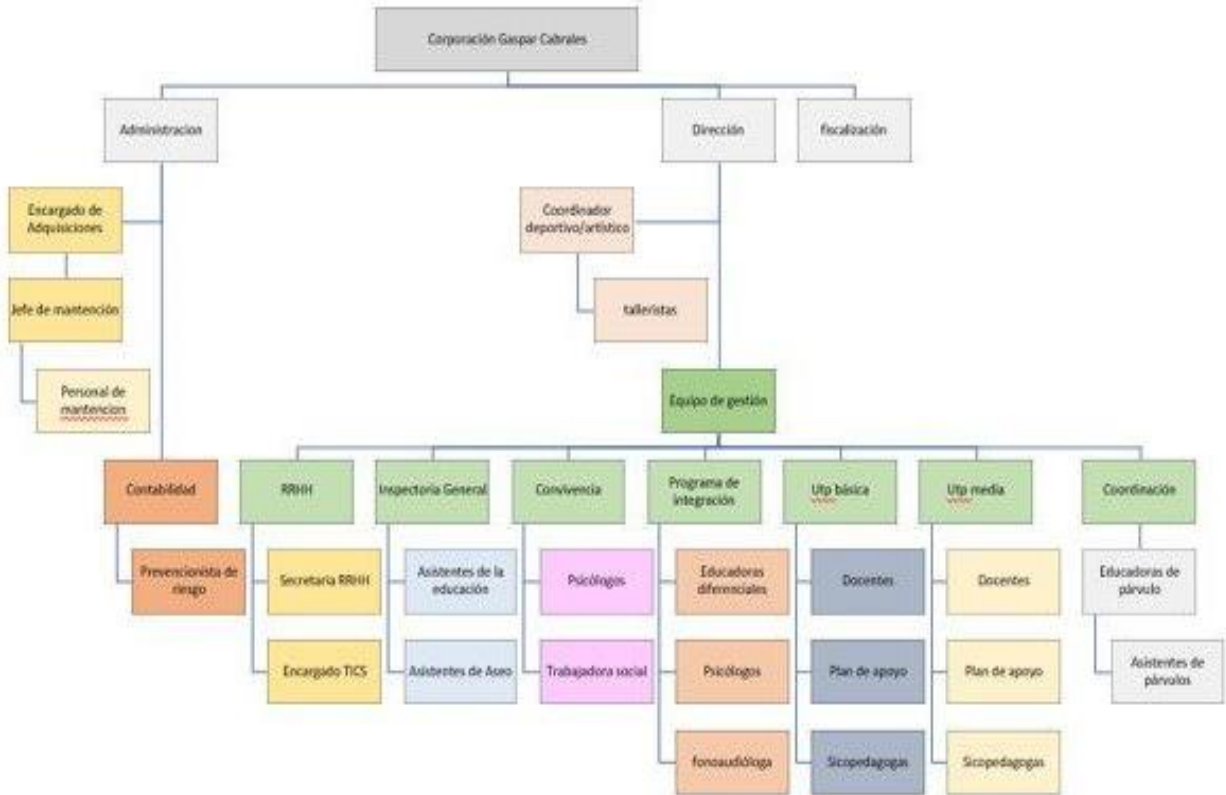 Corporación Gaspar Cabrales
Administracion
Dirección
fiscalización
Encargado de
Adquisiciones
Coordinador
deportivo/artístico
Jefe de mantención
talleristas
Personal de
mantencion
Equipo de gestión
Contabilidad
RRHH
Inspectoria General
Convivencia
Programa de
integración
Utp básica
Utp media
Coordinación
Prevencionista de
riesgo
Secretaria RRHH
Asistentes de la
educación
Psicólogos
Educadoras
diferenciales
Docentes
Docentes
Educadoras de
párvulo
Encargado TICS
Asistentes de Aseo
Trabajadora social
Psicólogos
Plan de apoyo
Plan de apoyo
Asistentes de
párvulos
fonoaudióloga
Sicopedagogas
Sicopedagogas